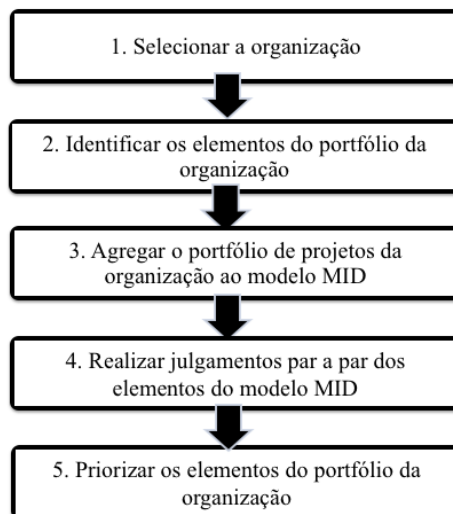 1. Selecionar a organização
2. Identificar os elementos do portfólio da
organização
3. Agregar o portfólio de projetos da
organização ao modelo MID
4. Realizar julgamentos par a par dos
elementos do modelo MID
5. Priorizar os elementos do portfólio da
organização